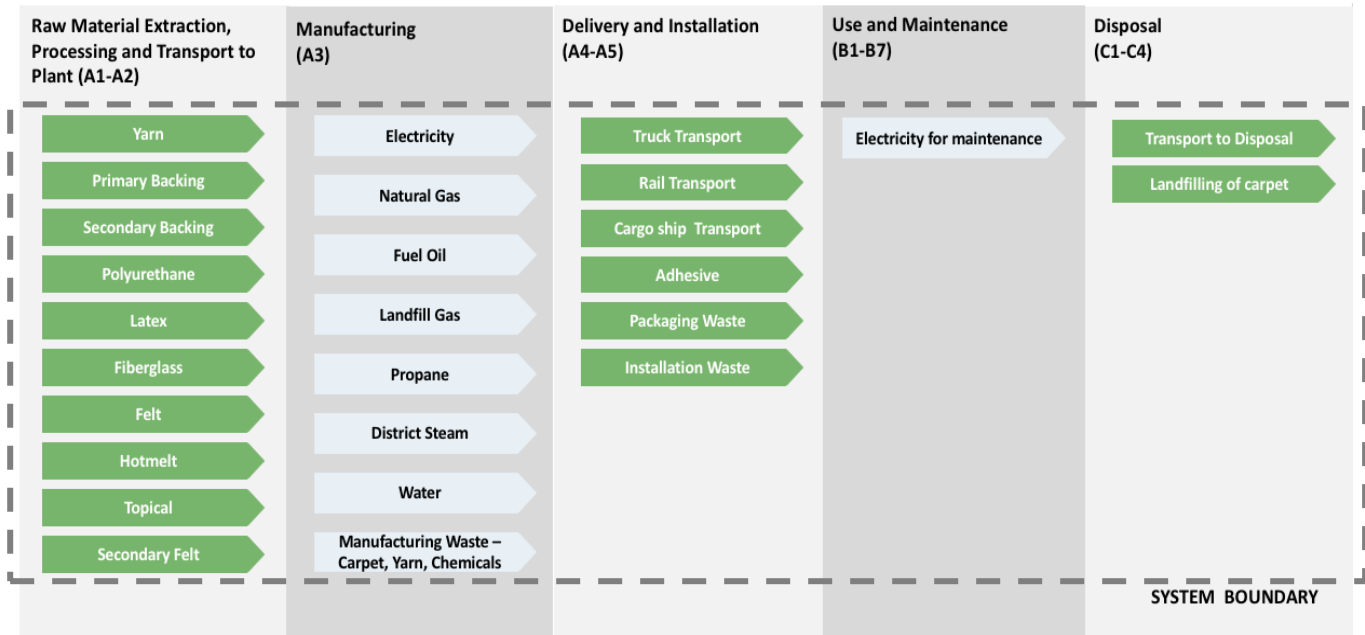 Raw Material Extraction,
Processing and Transport to
Plant (A1-A2)
Yarn
Primary Backing
Secondary Backing
Polyurethane
Latex
Fiberglass
Felt
Hotmelt
Topical
Secondary Felt
Manufacturing
(A3)
Electricity
Natural Gas
Fuel Oil
Landfill Gas
Propane
District Steam
Water
Manufacturing Waste –
Carpet, Yarn, Chemicals
Delivery and Installation
(A4-A5)
Truck Transport
Rail Transport
Cargo ship Transport
Adhesive
Packaging Waste
Installation Waste
Use and Maintenance
(B1-B7)
Electricity for maintenance
Disposal
(C1-C4)
Transport to Disposal
Landfilling of carpet
SYSTEM BOUNDARY